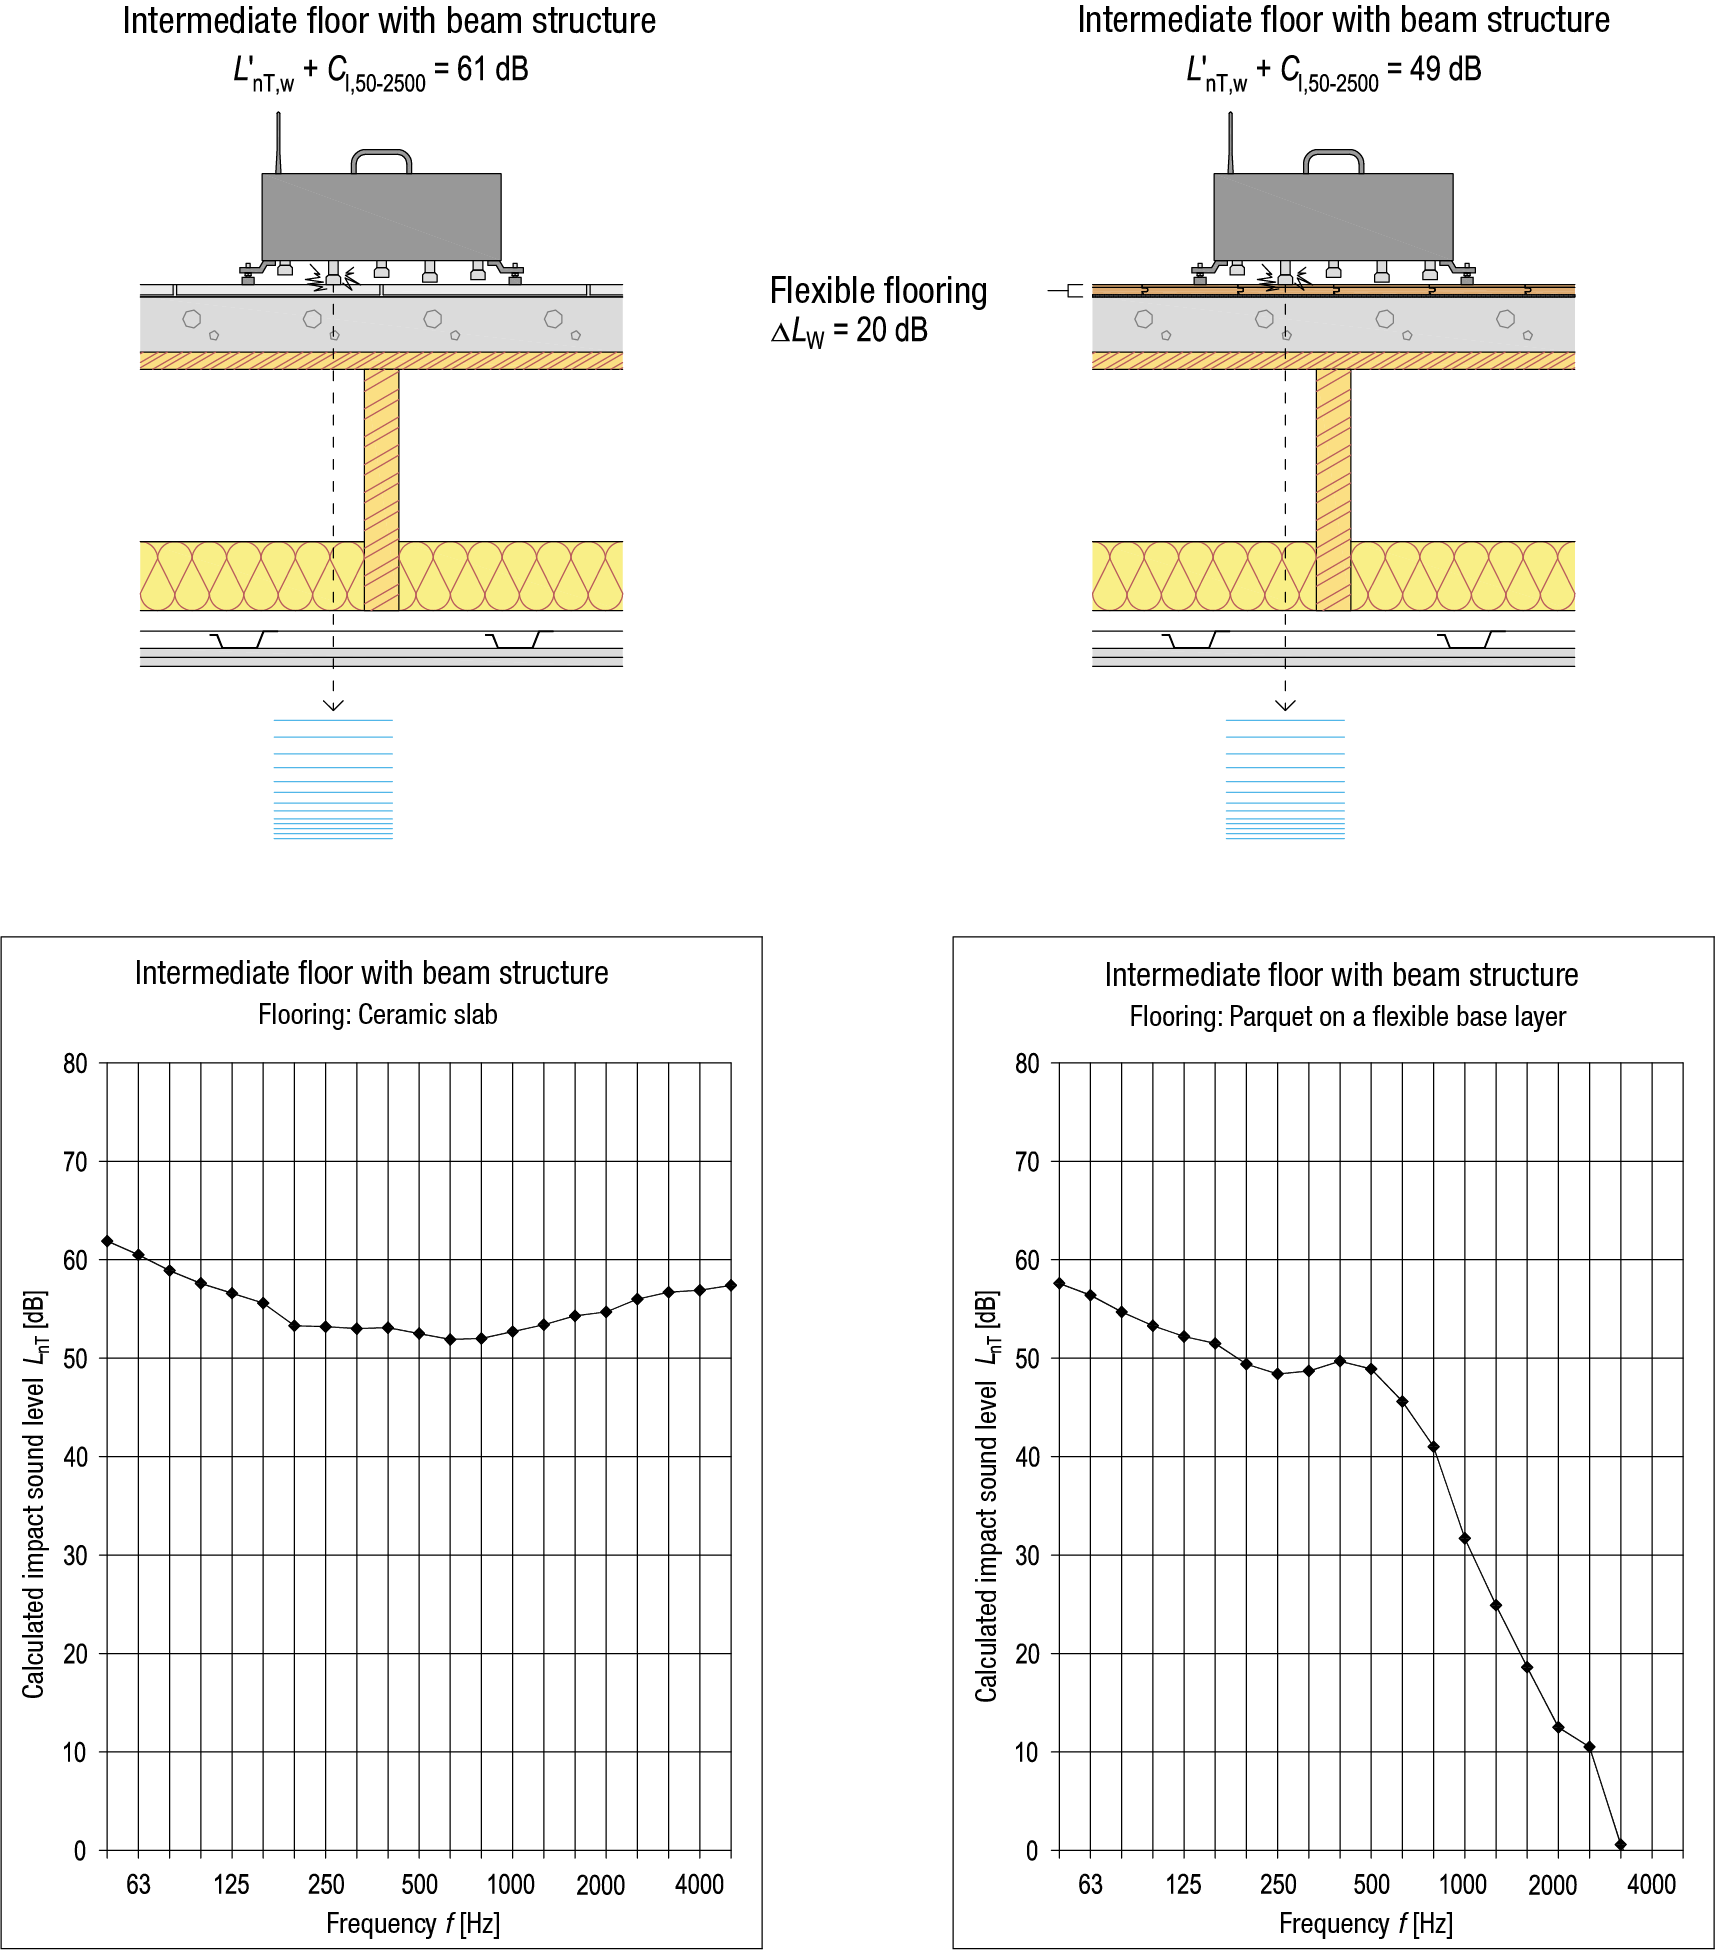 Intermediate floor with beam structure
L'nT,w + CI,50-2500 = 61 dB
Intermediate floor with beam structure
L'nT,w + CI,50-2500 = 49 dB
Flexible flooring
ΔLW = 20 dB
Intermediate floor with beam structure
Flooring: Ceramic slab
Calculated impact sound level LnT [dB]
80
70
60
50
40
30
20
10
0
63 125 250 500 1000 2000 4000
Frequency f [Hz]
Intermediate floor with beam structure
Flooring: Parquet on a flexible base layer
Calculated impact sound level LnT [dB]
80
70
60
50
40
30
20
10
0
63 125 250 500 1000 2000 4000
Frequency f [Hz]